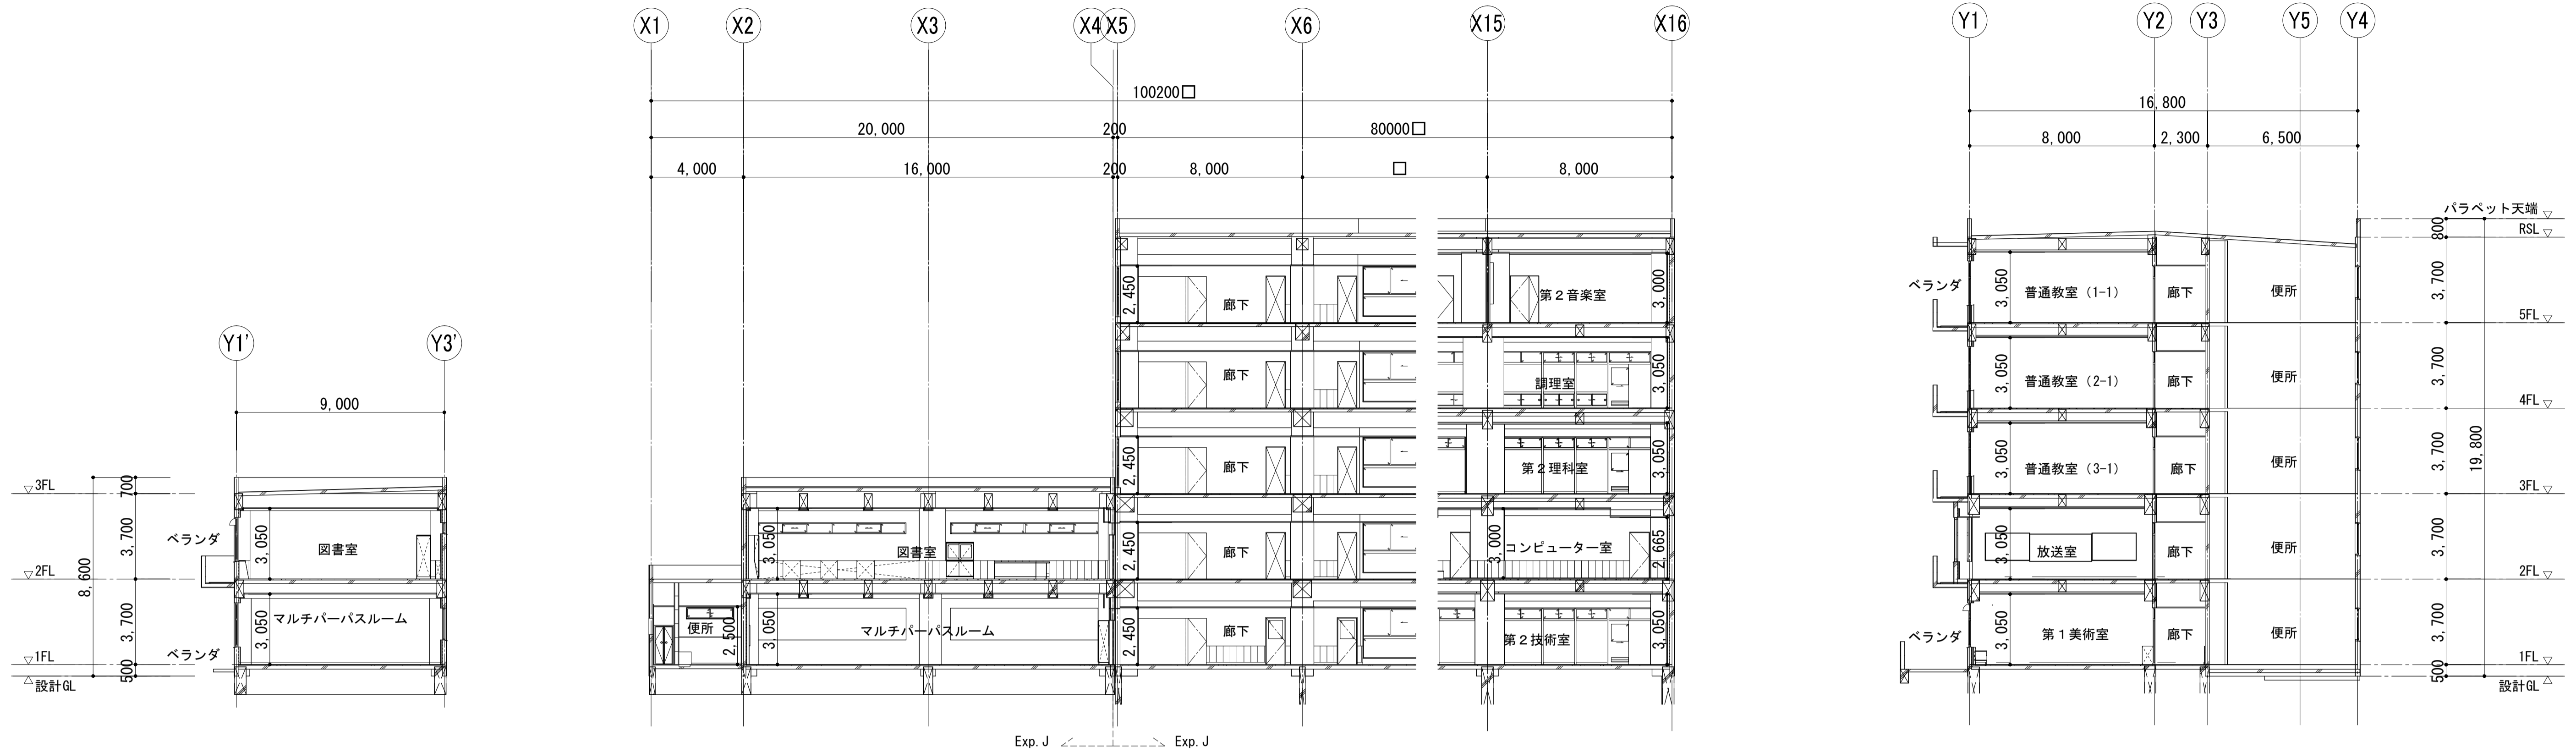 X1 X2 X3 X4 X5 X6 X15 X16
100200□
20,000 200 80000□
4,000 16,000 200 8,000 □ 8,000
Y1 Y2 Y3 Y5 Y4
16,800
8,000 2,300 6,500
Y1' Y3'
9,000
3FL
2FL
1FL
設計GL
8,600
700
3,700
3,700
500
ベランダ
3,050
図書室
ベランダ
3,050
マルチパーパスルーム
便所
2,500
3,050
図書室
3,050
マルチパーパスルーム
2,450
廊下
第2音楽室
3,000
廊下
調理室
3,050
2,450
廊下
第2理科室
3,050
2,450
廊下
3,000
コンピューター室
2,665
2,450
廊下
第2技術室
3,050
Exp.J Exp.J
ベランダ
3,050
普通教室(1-1)
廊下
便所
3,050
普通教室(2-1)
廊下
便所
3,050
普通教室(3-1)
廊下
便所
3,050
放送室
廊下
便所
ベランダ
3,050
第1美術室
廊下
便所
パラペット天端
RSL
5FL
4FL
3FL
2FL
1FL
設計GL
800
3,700
3,700
3,700
3,700
3,700
500
19,800